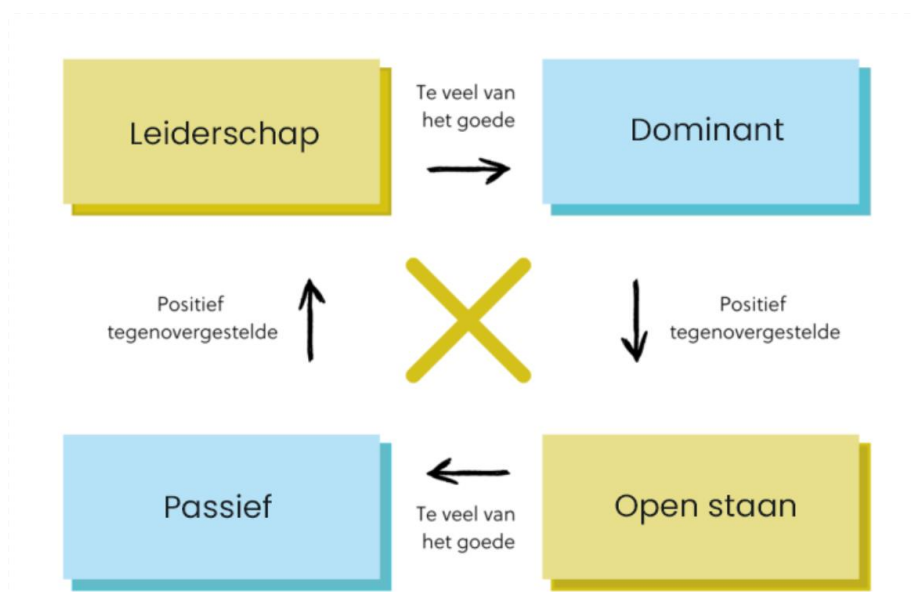 Leiderschap
Te veel van
het goede
Dominant
Positief
tegenovergestelde
Positief
tegenovergestelde
Passief
Te veel van
het goede
Open staan